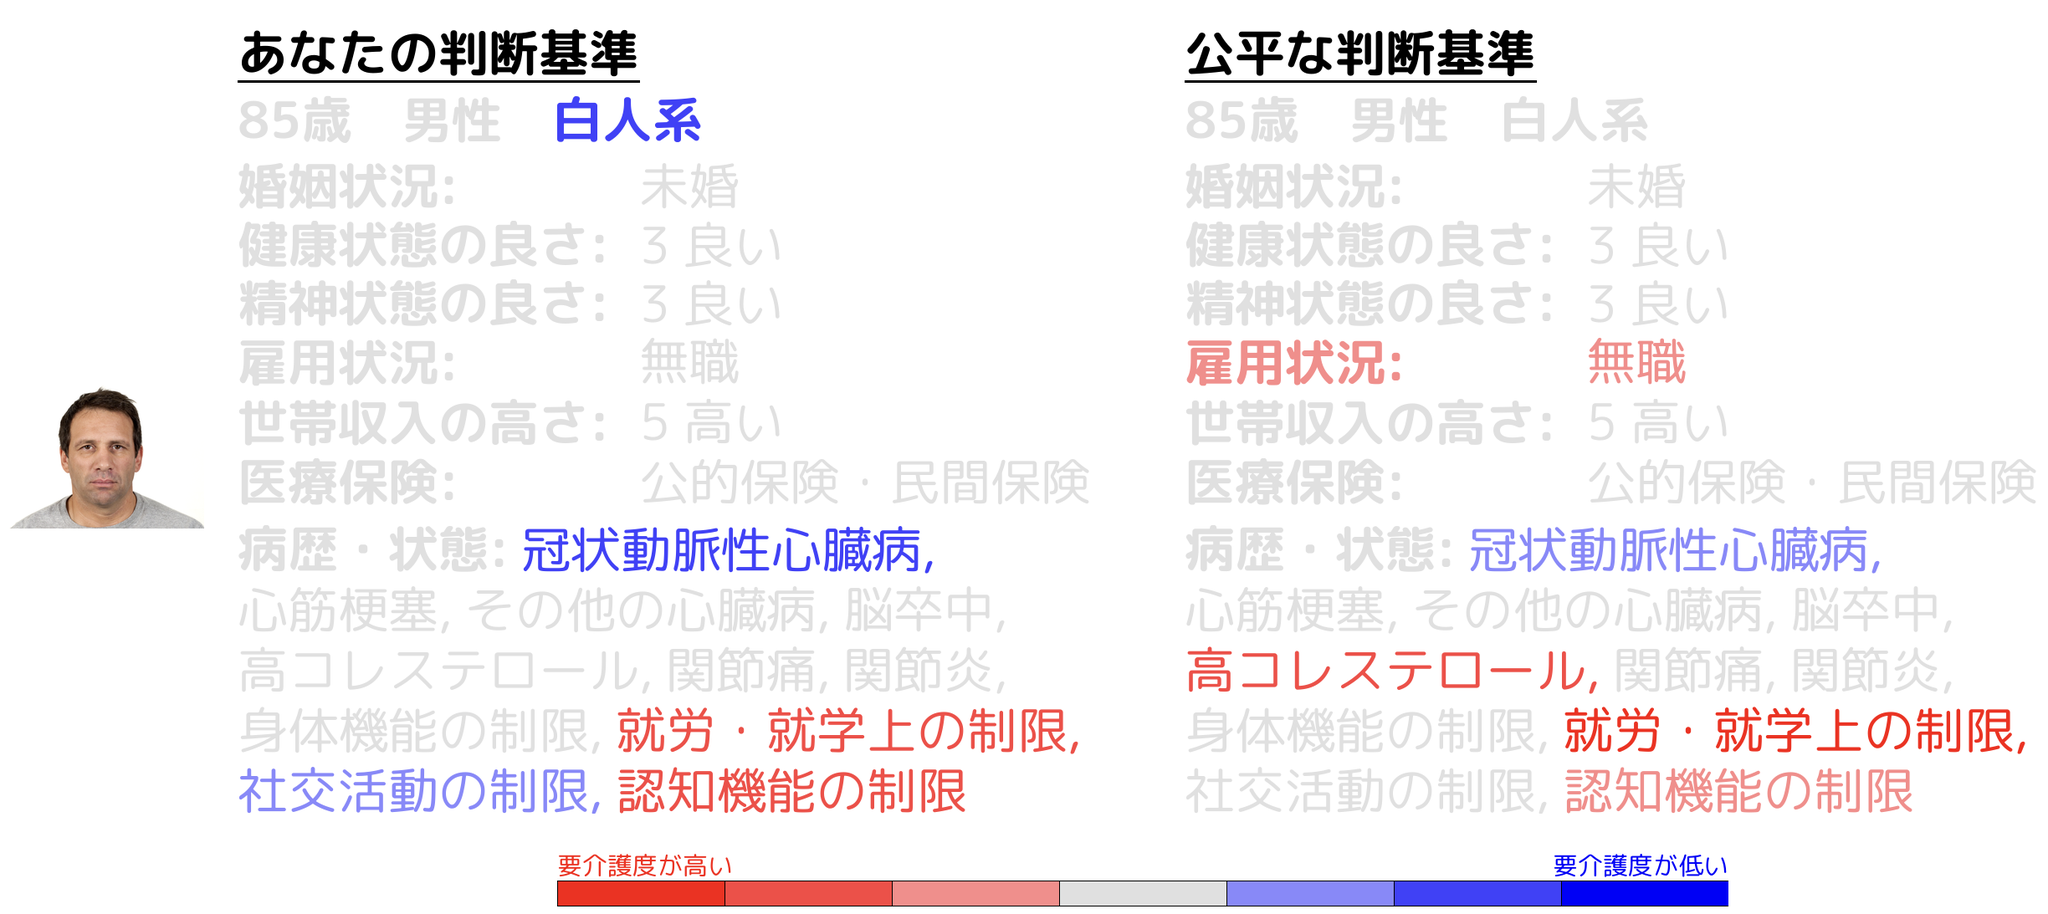 あなたの判断基準
85歳 男性 白人系
婚姻状況: 未婚
健康状態の良さ: 3 良い
精神状態の良さ: 3 良い
雇用状況: 無職
世帯収入の高さ: 5 高い
医療保険: 公的保険・民間保険
病歴・状態: 冠状動脈性心臓病,
心筋梗塞, その他の心臓病, 脳卒中,
高コレステロール, 関節痛, 関節炎,
身体機能の制限, 就労・就学上の制限,
社交活動の制限, 認知機能の制限
公平な判断基準
85歳 男性 白人系
婚姻状況: 未婚
健康状態の良さ: 3 良い
精神状態の良さ: 3 良い
雇用状況: 無職
世帯収入の高さ: 5 高い
医療保険: 公的保険・民間保険
病歴・状態: 冠状動脈性心臓病,
心筋梗塞, その他の心臓病, 脳卒中,
高コレステロール, 関節痛, 関節炎,
身体機能の制限, 就労・就学上の制限,
社交活動の制限, 認知機能の制限
要介護度が高い
要介護度が低い